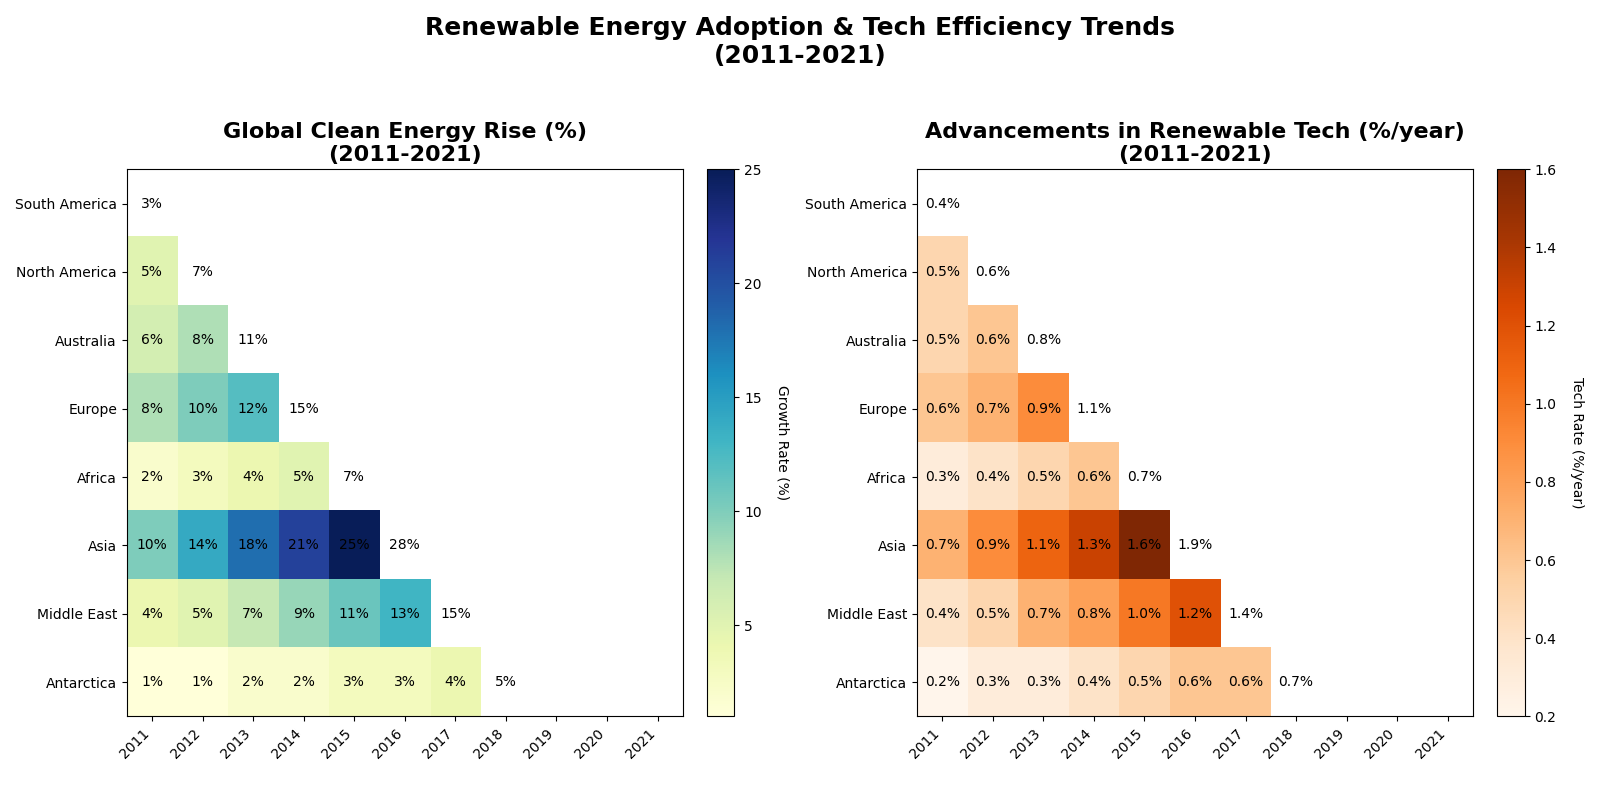 Renewable Energy Adoption & Tech Efficiency Trends
(2011-2021)
Global Clean Energy Rise (%)
(2011-2021)
South America 3%
North America 5% 7%
Australia 6% 8% 11%
Europe 8% 10% 12% 15%
Africa 2% 3% 4% 5% 7%
Asia 10% 14% 18% 21% 25% 28%
Middle East 4% 5% 7% 9% 11% 13% 15%
Antarctica 1% 1% 2% 2% 3% 3% 4% 5%
2011 2012 2013 2014 2015 2016 2017 2018 2019 2020 2021
25
20
15
10
5
Growth Rate (%)
Advancements in Renewable Tech (%/year)
(2011-2021)
South America 0.4%
North America 0.5% 0.6%
Australia 0.5% 0.6% 0.8%
Europe 0.6% 0.7% 0.9% 1.1%
Africa 0.3% 0.4% 0.5% 0.6% 0.7%
Asia 0.7% 0.9% 1.1% 1.3% 1.6% 1.9%
Middle East 0.4% 0.5% 0.7% 0.8% 1.0% 1.2% 1.4%
Antarctica 0.2% 0.3% 0.3% 0.4% 0.5% 0.6% 0.6% 0.7%
2011 2012 2013 2014 2015 2016 2017 2018 2019 2020 2021
1.6
1.4
1.2
1.0
0.8
0.6
0.4
0.2
Tech Rate (%/year)